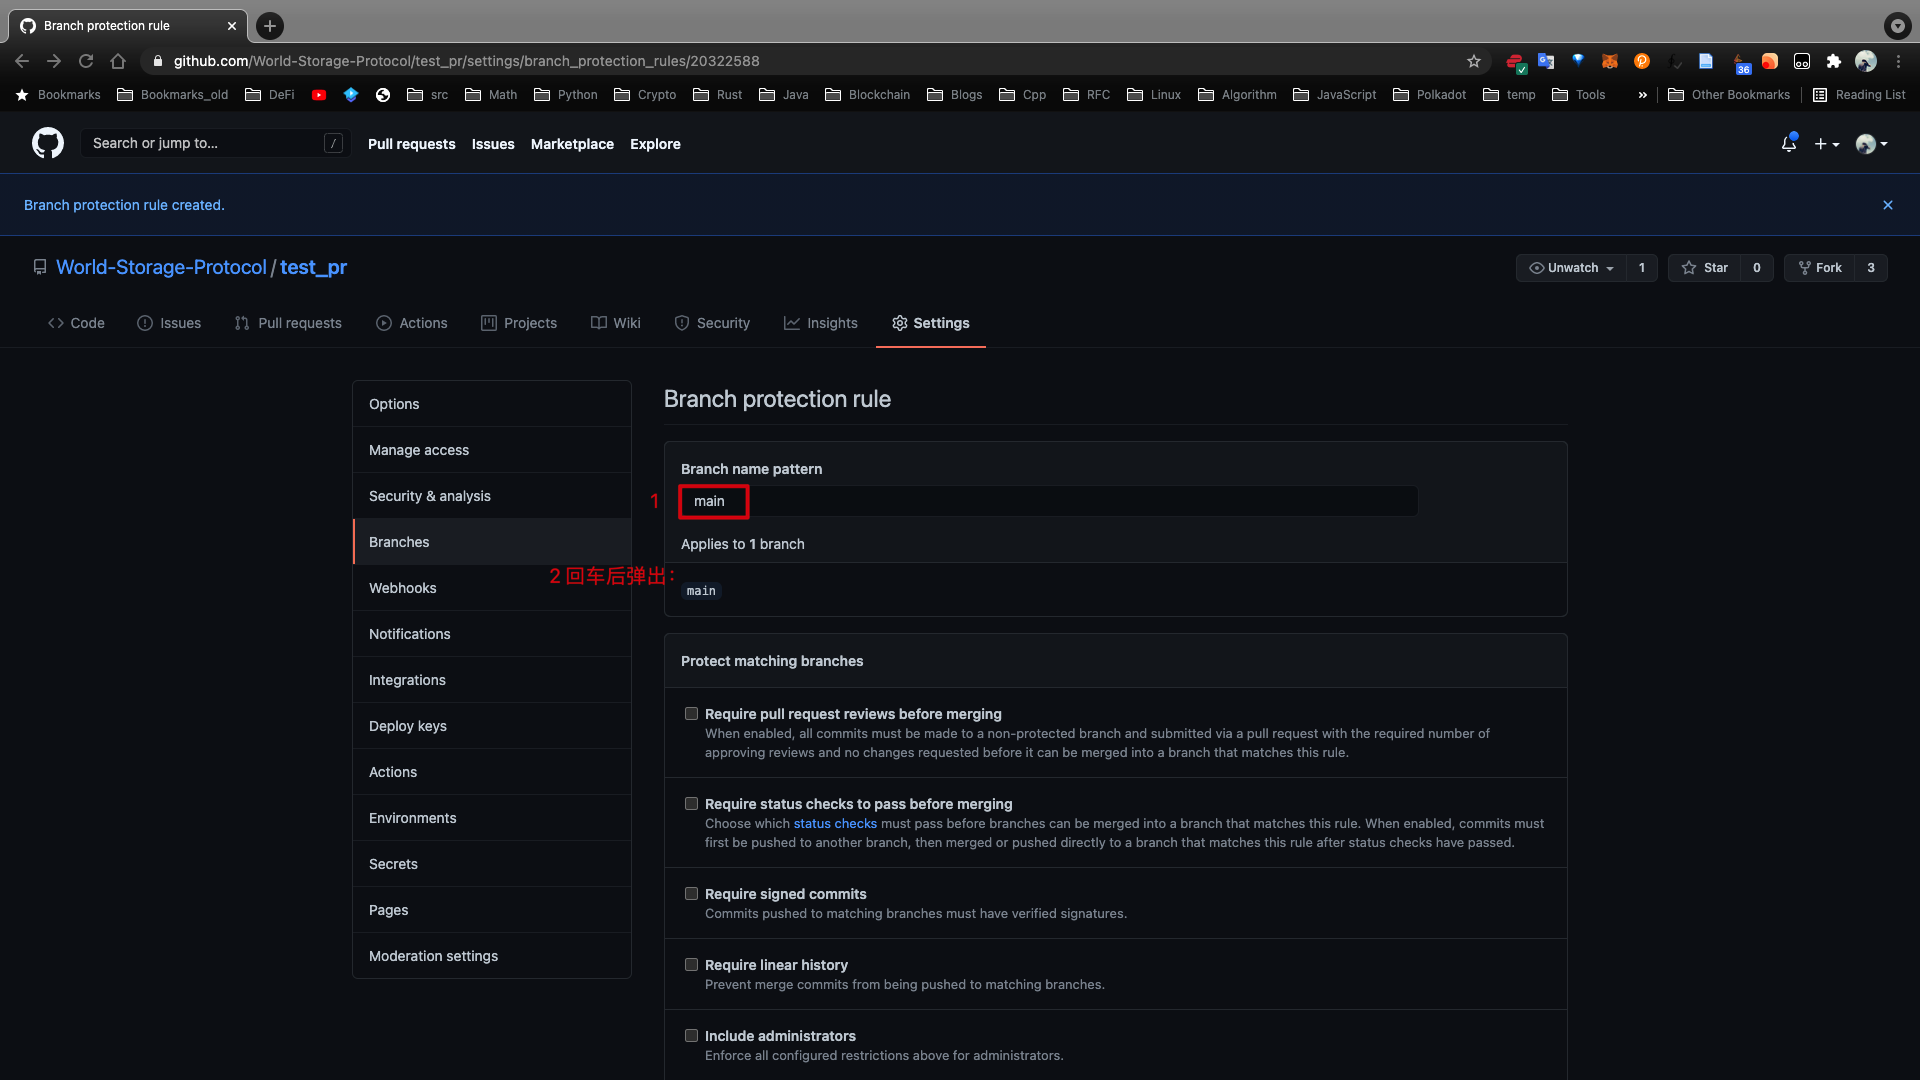 Branch protection rule
github.com/World-Storage-Protocol/test_pr/settings/branch_protection_rules/20322588
36
Bookmarks Bookmarks_old DeFi src Math Python Crypto Rust Java Blockchain Blogs Cpp RFC Linux Algorithm JavaScript Polkadot temp Tools » Other Bookmarks Reading List
Search or jump to... / Pull requests Issues Marketplace Explore
Branch protection rule created.
World-Storage-Protocol / test_pr
Unwatch 1 Star 0 Fork 3
Code Issues Pull requests Actions Projects Wiki Security Insights Settings
Options
Manage access
Security & analysis
Branches
Webhooks
Notifications
Integrations
Deploy keys
Actions
Environments
Secrets
Pages
Moderation settings
Branch protection rule
Branch name pattern
1 main
Applies to 1 branch
2 回车后弹出：
main
Protect matching branches
Require pull request reviews before merging
When enabled, all commits must be made to a non-protected branch and submitted via a pull request with the required number of
approving reviews and no changes requested before it can be merged into a branch that matches this rule.
Require status checks to pass before merging
Choose which status checks must pass before branches can be merged into a branch that matches this rule. When enabled, commits must
first be pushed to another branch, then merged or pushed directly to a branch that matches this rule after status checks have passed.
Require signed commits
Commits pushed to matching branches must have verified signatures.
Require linear history
Prevent merge commits from being pushed to matching branches.
Include administrators
Enforce all configured restrictions above for administrators.